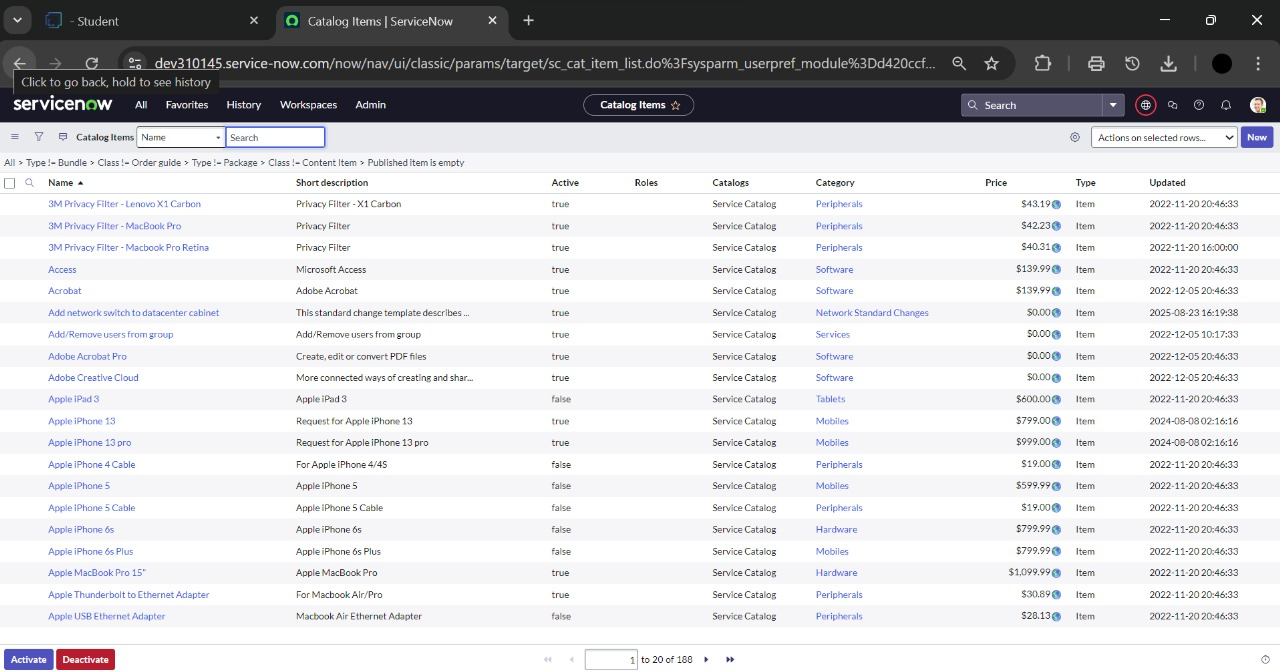 - Student
Catalog Items | ServiceNow
dev310145.service-now.com/now/nav/ui/classic/params/target/sc_cat_item_list.do%3Fsysparm_userpref_module%3Dd420ccf...
Click to go back, hold to see history
servicenow All Favorites History Workspaces Admin Catalog Items Search
Catalog Items Name Search Actions on selected rows... New
All > Type != Bundle > Class != Order guide > Type != Package > Class != Content Item > Published item is empty
Name Short description Active Roles Catalogs Category Price Type Updated
3M Privacy Filter - Lenovo X1 Carbon Privacy Filter - X1 Carbon true Service Catalog Peripherals $43.19 Item 2022-11-20 20:46:33
3M Privacy Filter - MacBook Pro Privacy Filter true Service Catalog Peripherals $42.23 Item 2022-11-20 20:46:33
3M Privacy Filter - Macbook Pro Retina Privacy Filter true Service Catalog Peripherals $40.31 Item 2022-11-20 16:00:00
Access Microsoft Access true Service Catalog Software $139.99 Item 2022-11-20 20:46:33
Acrobat Adobe Acrobat true Service Catalog Software $139.99 Item 2022-12-05 20:46:33
Add network switch to datacenter cabinet This standard change template describes ... true Service Catalog Network Standard Changes $0.00 Item 2025-08-23 16:19:38
Add/Remove users from group Add/Remove users from group true Service Catalog Services $0.00 Item 2022-12-05 10:17:33
Adobe Acrobat Pro Create, edit or convert PDF files true Service Catalog Software $0.00 Item 2022-12-05 20:46:33
Adobe Creative Cloud More connected ways of creating and shar... true Service Catalog Software $0.00 Item 2022-12-05 20:46:33
Apple iPad 3 Apple iPad 3 false Service Catalog Tablets $600.00 Item 2022-11-20 20:46:33
Apple iPhone 13 Request for Apple iPhone 13 true Service Catalog Mobiles $799.00 Item 2024-08-08 02:16:16
Apple iPhone 13 pro Request for Apple iPhone 13 pro true Service Catalog Mobiles $999.00 Item 2024-08-08 02:16:16
Apple iPhone 4 Cable For Apple iPhone 4/4S false Service Catalog Peripherals $19.00 Item 2022-11-20 20:46:33
Apple iPhone 5 Apple iPhone 5 false Service Catalog Mobiles $599.99 Item 2022-11-20 20:46:33
Apple iPhone 5 Cable Apple iPhone 5 Cable false Service Catalog Peripherals $19.00 Item 2022-11-20 20:46:33
Apple iPhone 6s Apple iPhone 6s false Service Catalog Hardware $799.99 Item 2022-11-20 20:46:33
Apple iPhone 6s Plus Apple iPhone 6s Plus false Service Catalog Mobiles $799.99 Item 2022-11-20 20:46:33
Apple MacBook Pro 15" Apple MacBook Pro true Service Catalog Hardware $1,099.99 Item 2022-11-20 20:46:33
Apple Thunderbolt to Ethernet Adapter For Macbook Air/Pro true Service Catalog Peripherals $30.89 Item 2022-11-20 20:46:33
Apple USB Ethernet Adapter Macbook Air Ethernet Adapter false Service Catalog Peripherals $28.13 Item 2022-11-20 20:46:33
Activate Deactivate 1 to 20 of 188